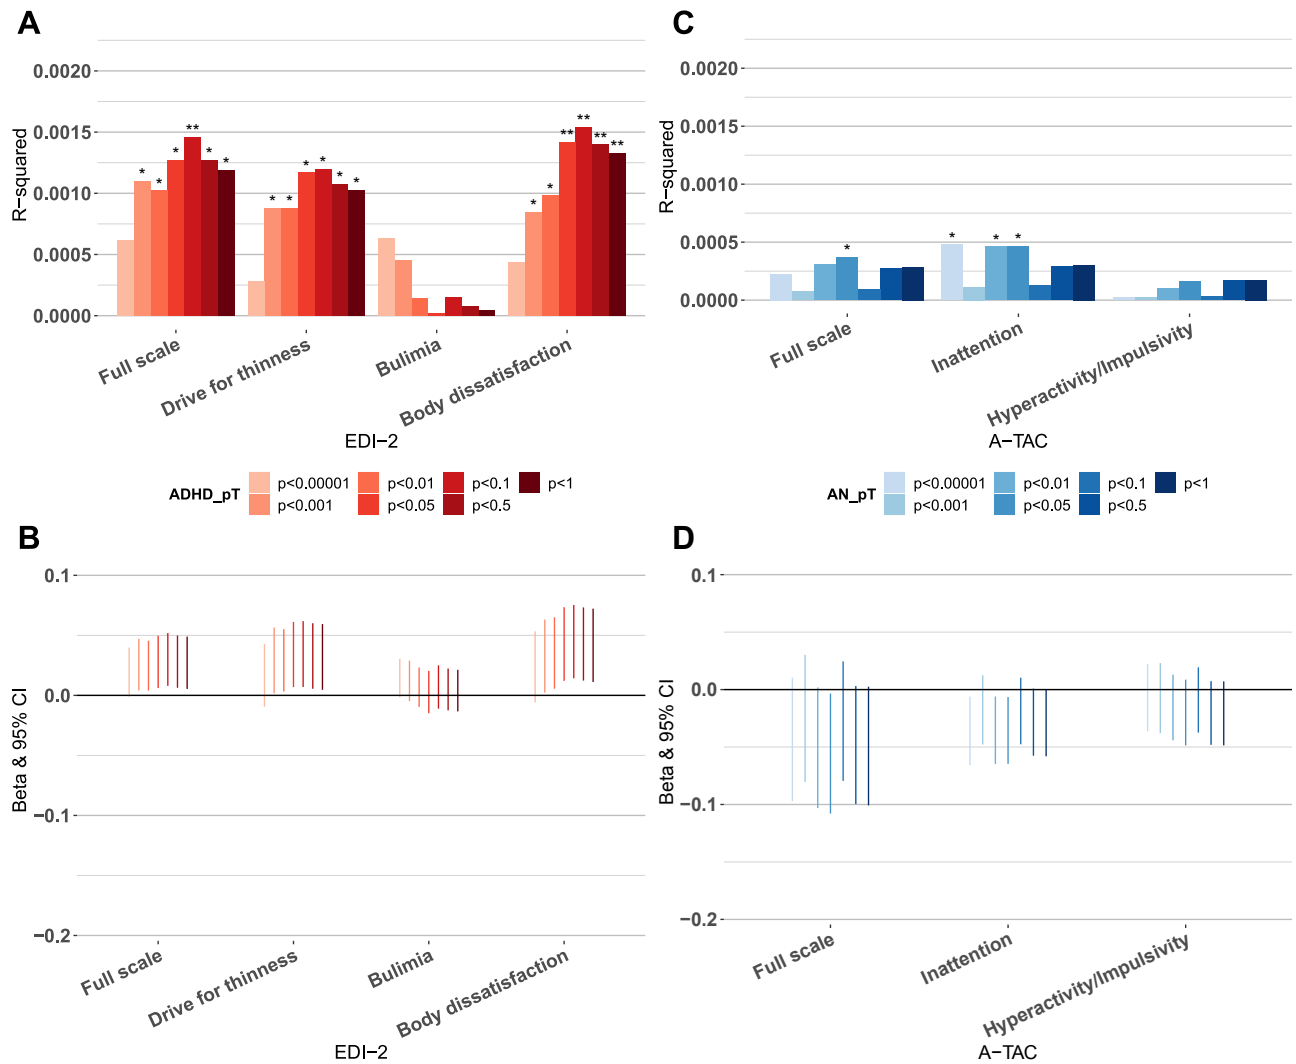 A
0.0020
0.0015
0.0010
0.0005
0.0000
R−squared
* * * ** * *
* * * * * *
* * ** ** ** **
Full scale
Drive for thinness
Bulimia
Body dissatisfaction
EDI−2
ADHD_pT
p<0.00001
p<0.01
p<0.1
p<1
p<0.001
p<0.05
p<0.5
C
0.0020
0.0015
0.0010
0.0005
0.0000
R−squared
*
* * *
Full scale
Inattention
Hyperactivity/Impulsivity
A−TAC
AN_pT
p<0.00001
p<0.01
p<0.1
p<1
p<0.001
p<0.05
p<0.5
B
0.1
0.0
−0.1
−0.2
Beta & 95% CI
Full scale
Drive for thinness
Bulimia
Body dissatisfaction
EDI−2
D
0.1
0.0
−0.1
−0.2
Beta & 95% CI
Full scale
Inattention
Hyperactivity/Impulsivity
A−TAC